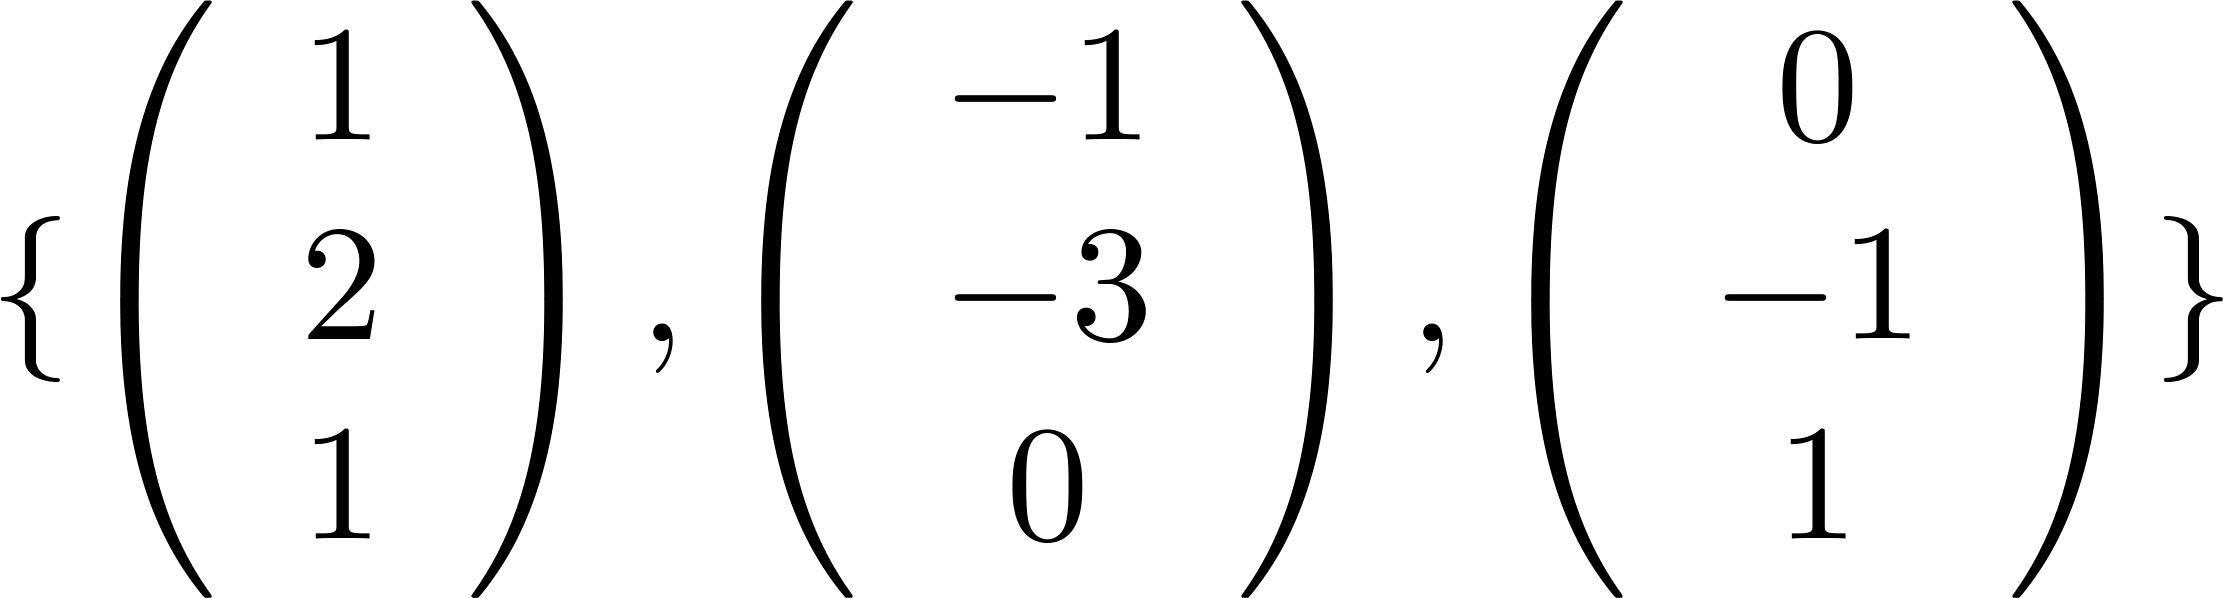 { ( 1 ) , ( −1 ) , ( 0 ) }
2 −3 −1
1 0 1